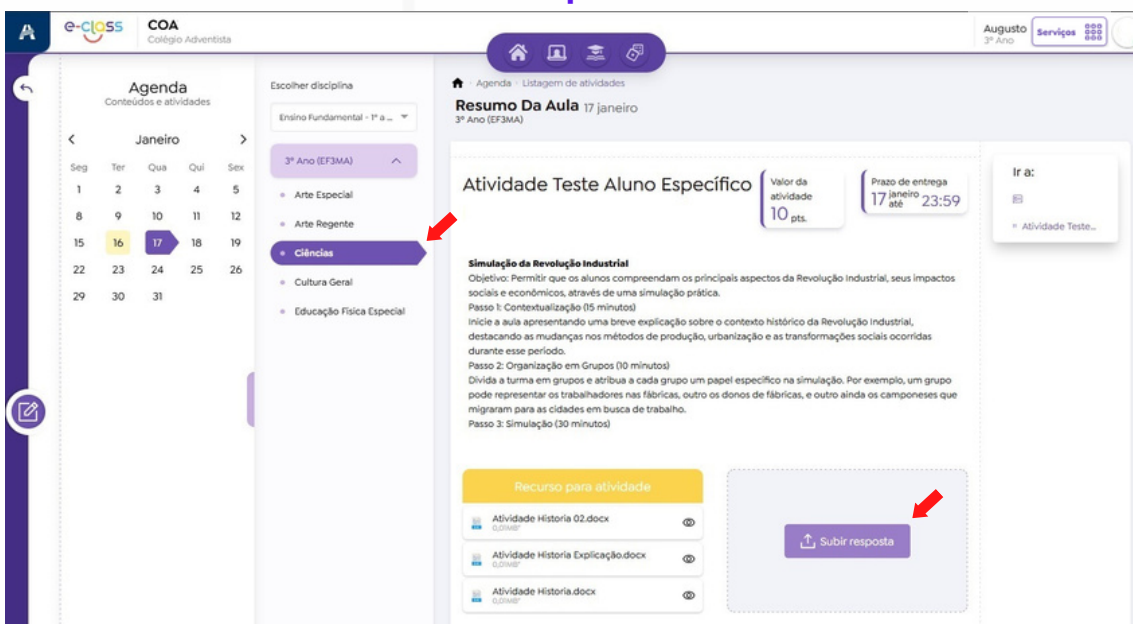 e-class
COA
Colégio Adventista
Augusto
3º Ano
Serviços
Agenda
Conteúdos e atividades
Janeiro
Seg Ter Qua Qui Sex
1 2 3 4 5
8 9 10 11 12
15 16 17 18 19
22 23 24 25 26
29 30 31
Escolher disciplina
Ensino Fundamental - 1º a ...
3º Ano (EF3MA)
Arte Especial
Arte Regente
Ciências
Cultura Geral
Educação Física Especial
Agenda - Listagem de atividades
Resumo Da Aula 17 janeiro
3º Ano (EF3MA)
Atividade Teste Aluno Específico
Valor da
atividade
10 pts.
Prazo de entrega
17 janeiro até 23:59
Simulação da Revolução Industrial
Objetivo: Permitir que os alunos compreendam os principais aspectos da Revolução Industrial, seus impactos
sociais e econômicos, através de uma simulação prática.
Passo 1: Contextualização (15 minutos)
Inicie a aula apresentando uma breve explicação sobre o contexto histórico da Revolução Industrial,
destacando as mudanças nos métodos de produção, urbanização e as transformações sociais ocorridas
durante esse período.
Passo 2: Organização em Grupos (10 minutos)
Divida a turma em grupos e atribua a cada grupo um papel específico na simulação. Por exemplo, um grupo
pode representar os trabalhadores nas fábricas, outro os donos de fábricas, e outro ainda os camponeses que
migraram para as cidades em busca de trabalho.
Passo 3: Simulação (30 minutos)
Recurso para atividade
Atividade Historia 02.docx
0,01MB*
Atividade Historia Explicação.docx
0,01MB*
Atividade Historia.docx
0,01MB*
Subir resposta
Ir a:
Atividade Teste...